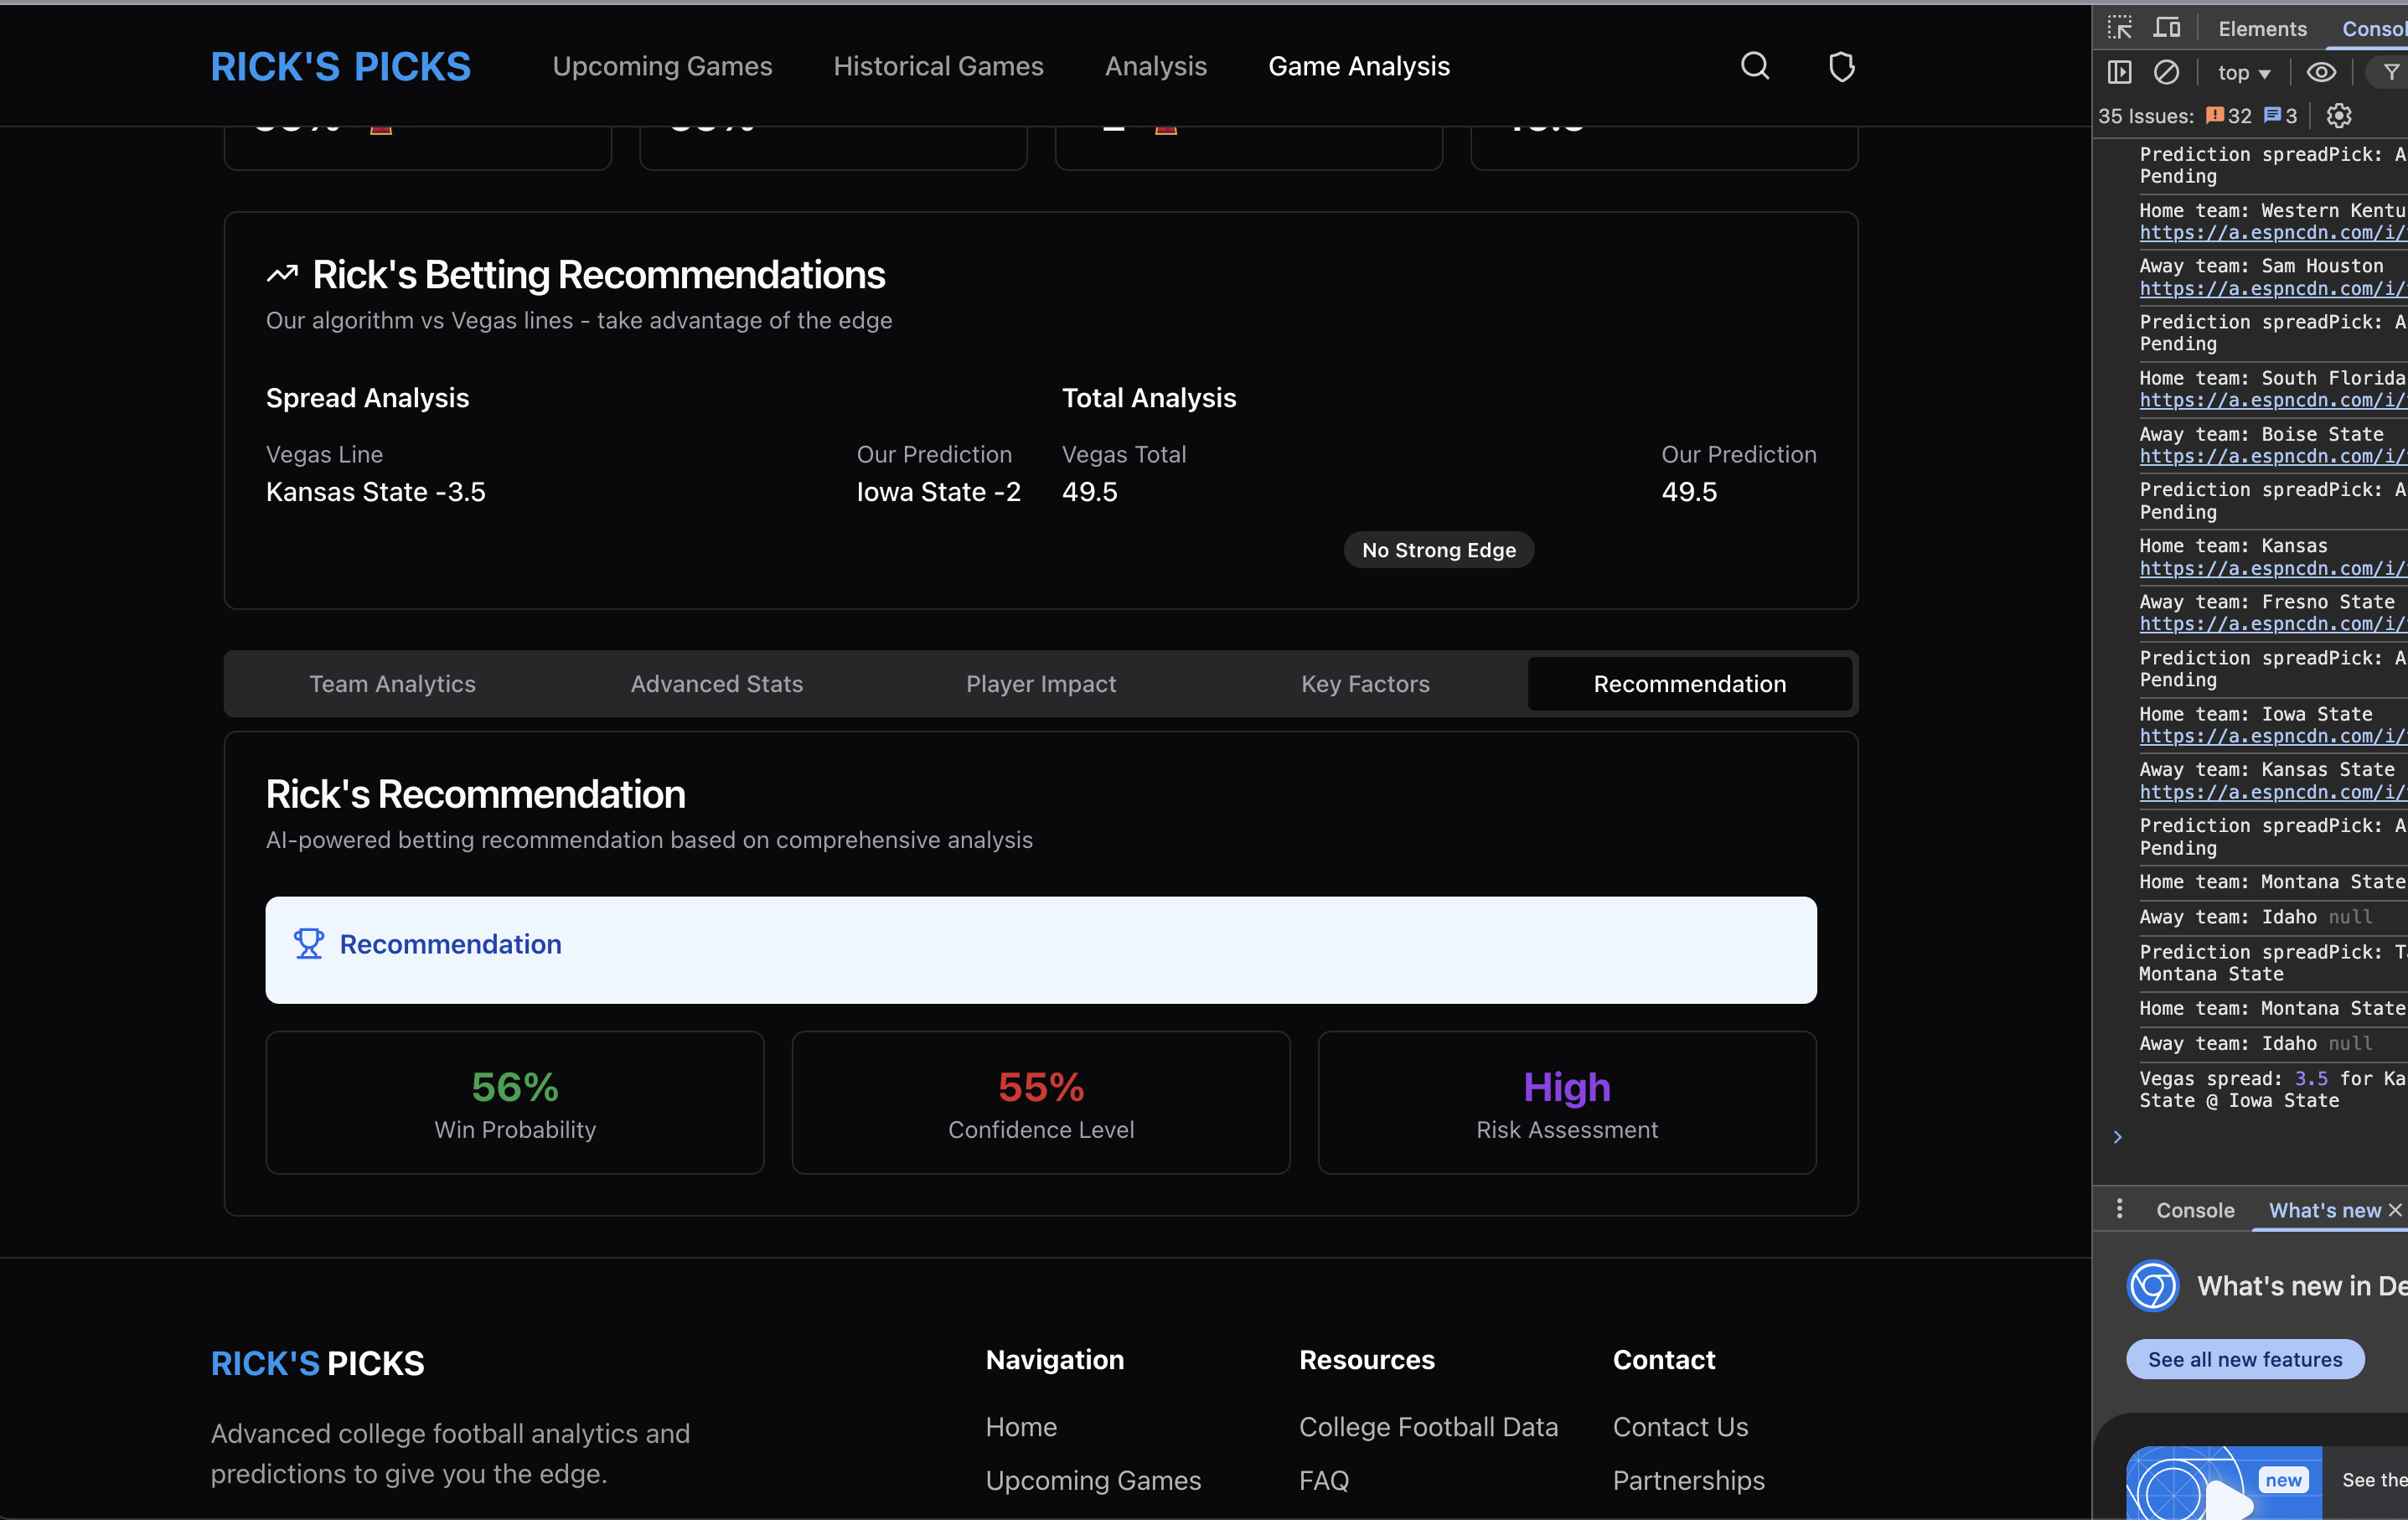 RICK'S PICKS
Upcoming Games
Historical Games
Analysis
Game Analysis
Rick's Betting Recommendations
Our algorithm vs Vegas lines - take advantage of the edge
Spread Analysis
Vegas Line
Our Prediction
Kansas State -3.5
Iowa State -2
Total Analysis
Vegas Total
Our Prediction
49.5
49.5
No Strong Edge
Team Analytics
Advanced Stats
Player Impact
Key Factors
Recommendation
Rick's Recommendation
AI-powered betting recommendation based on comprehensive analysis
Recommendation
56%
Win Probability
55%
Confidence Level
High
Risk Assessment
RICK'S PICKS
Advanced college football analytics and
predictions to give you the edge.
Navigation
Home
Upcoming Games
Resources
College Football Data
FAQ
Contact
Contact Us
Partnerships
Elements
top
35 Issues: 32 3
Prediction spreadPick:
Pending
Home team: Western
https://a.espncdn.com/i/
Away team: Sam Houston
https://a.espncdn.com/i/
Prediction spreadPick:
Pending
Home team: South Florida
https://a.espncdn.com/i/
Away team: Boise State
https://a.espncdn.com/i/
Prediction spreadPick:
Pending
Home team: Kansas
https://a.espncdn.com/i/
Away team: Fresno State
https://a.espncdn.com/i/
Prediction spreadPick:
Pending
Home team: Iowa State
https://a.espncdn.com/i/
Away team: Kansas State
https://a.espncdn.com/i/
Prediction spreadPick:
Pending
Home team: Montana State
Away team: Idaho null
Prediction spreadPick:
Montana State
Home team: Montana State
Away team: Idaho null
Vegas spread: 3.5 for
State @ Iowa State
Console
What's new
What's new in
See all new features
new
See the